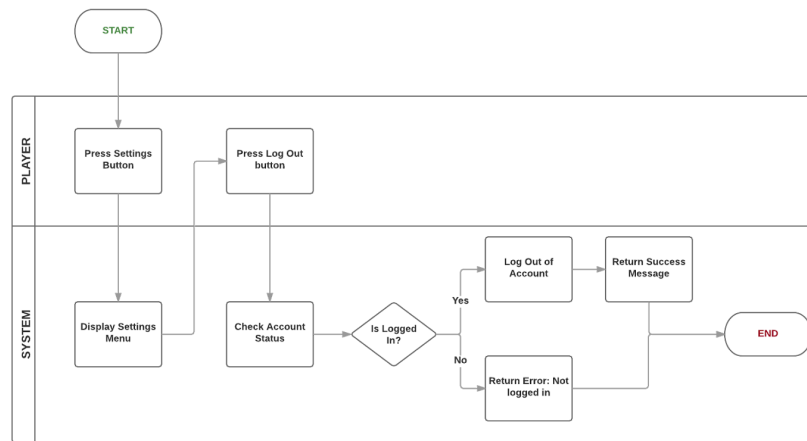 START
PLAYER
Press Settings
Button
Press Log Out
button
SYSTEM
Display Settings
Menu
Check Account
Status
Is Logged
In?
Yes
No
Log Out of
Account
Return Success
Message
Return Error: Not
logged in
END